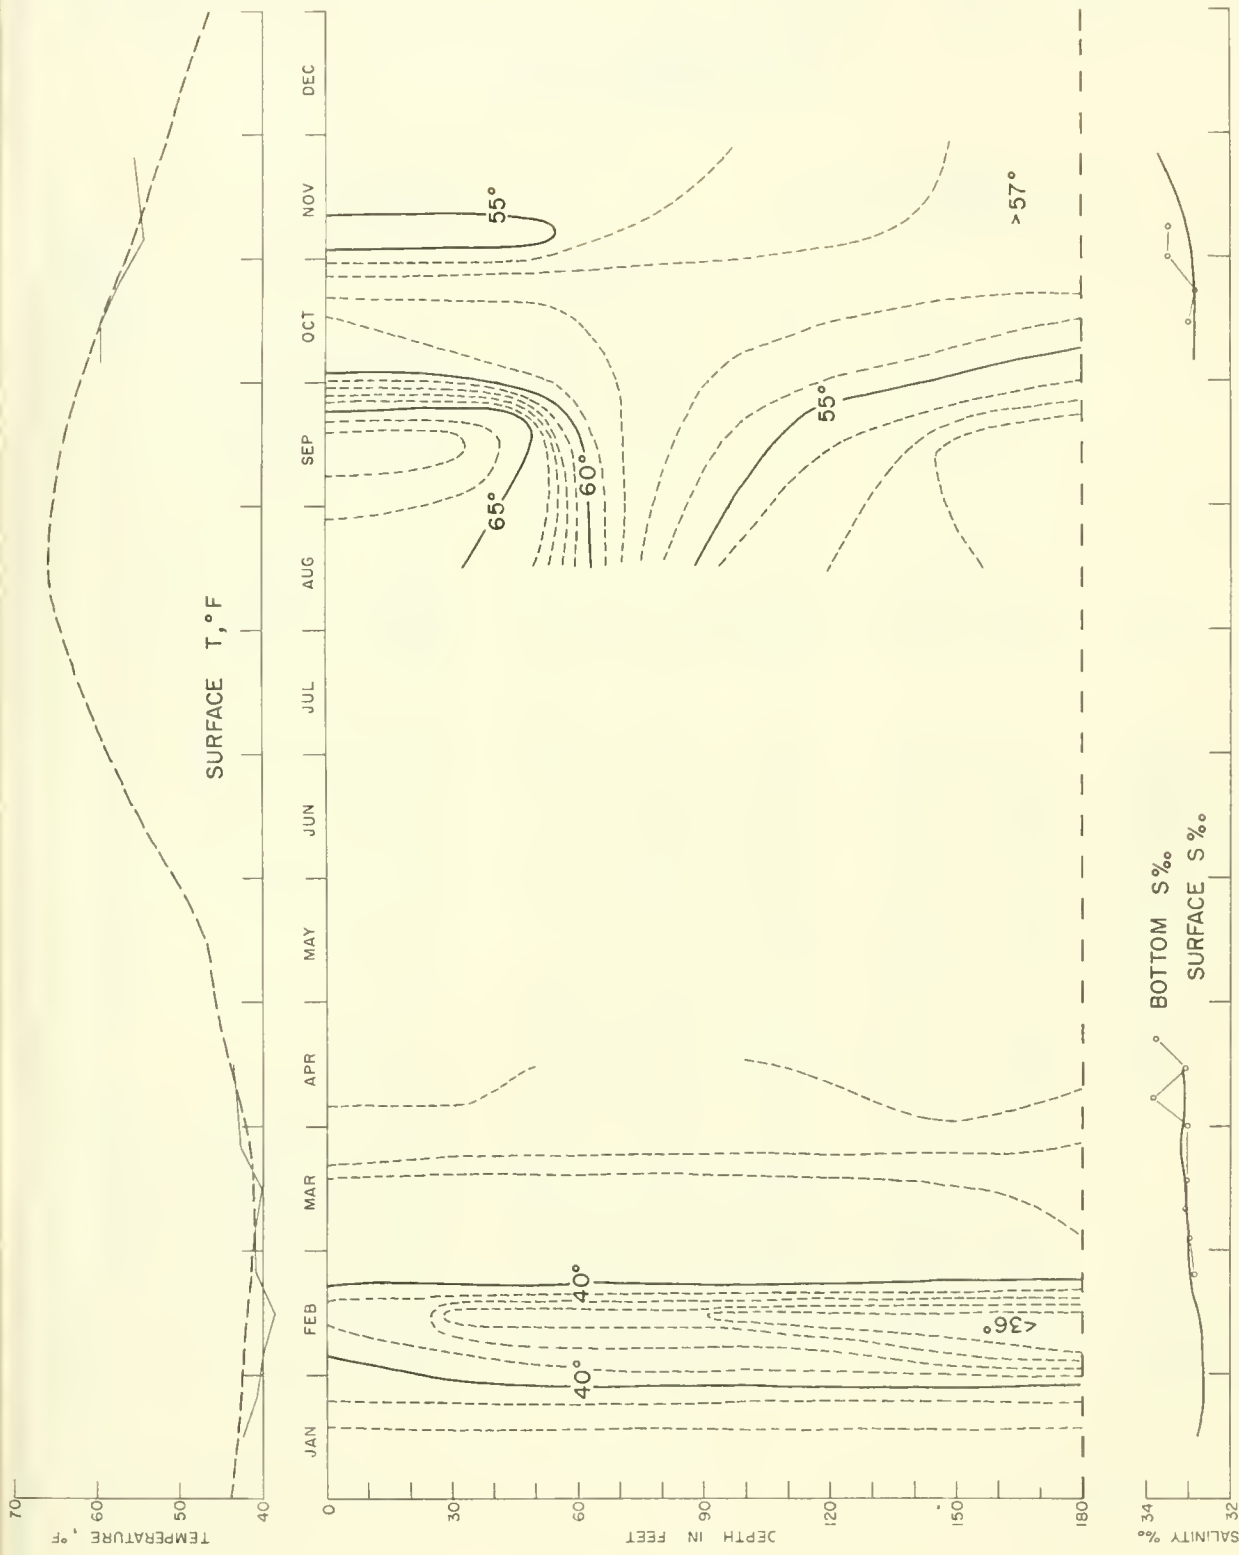 TEMPERATURE, °F
70
60
50
40
SURFACE T, °F
JAN
FEB
MAR
APR
MAY
JUN
JUL
AUG
SEP
OCT
NOV
DEC
DEPTH IN FEET
0
30
60
90
120
150
180
40°
40°
<36°
65°
60°
55°
55°
>57°
SALINITY ‰
34
32
BOTTOM S‰
SURFACE S‰